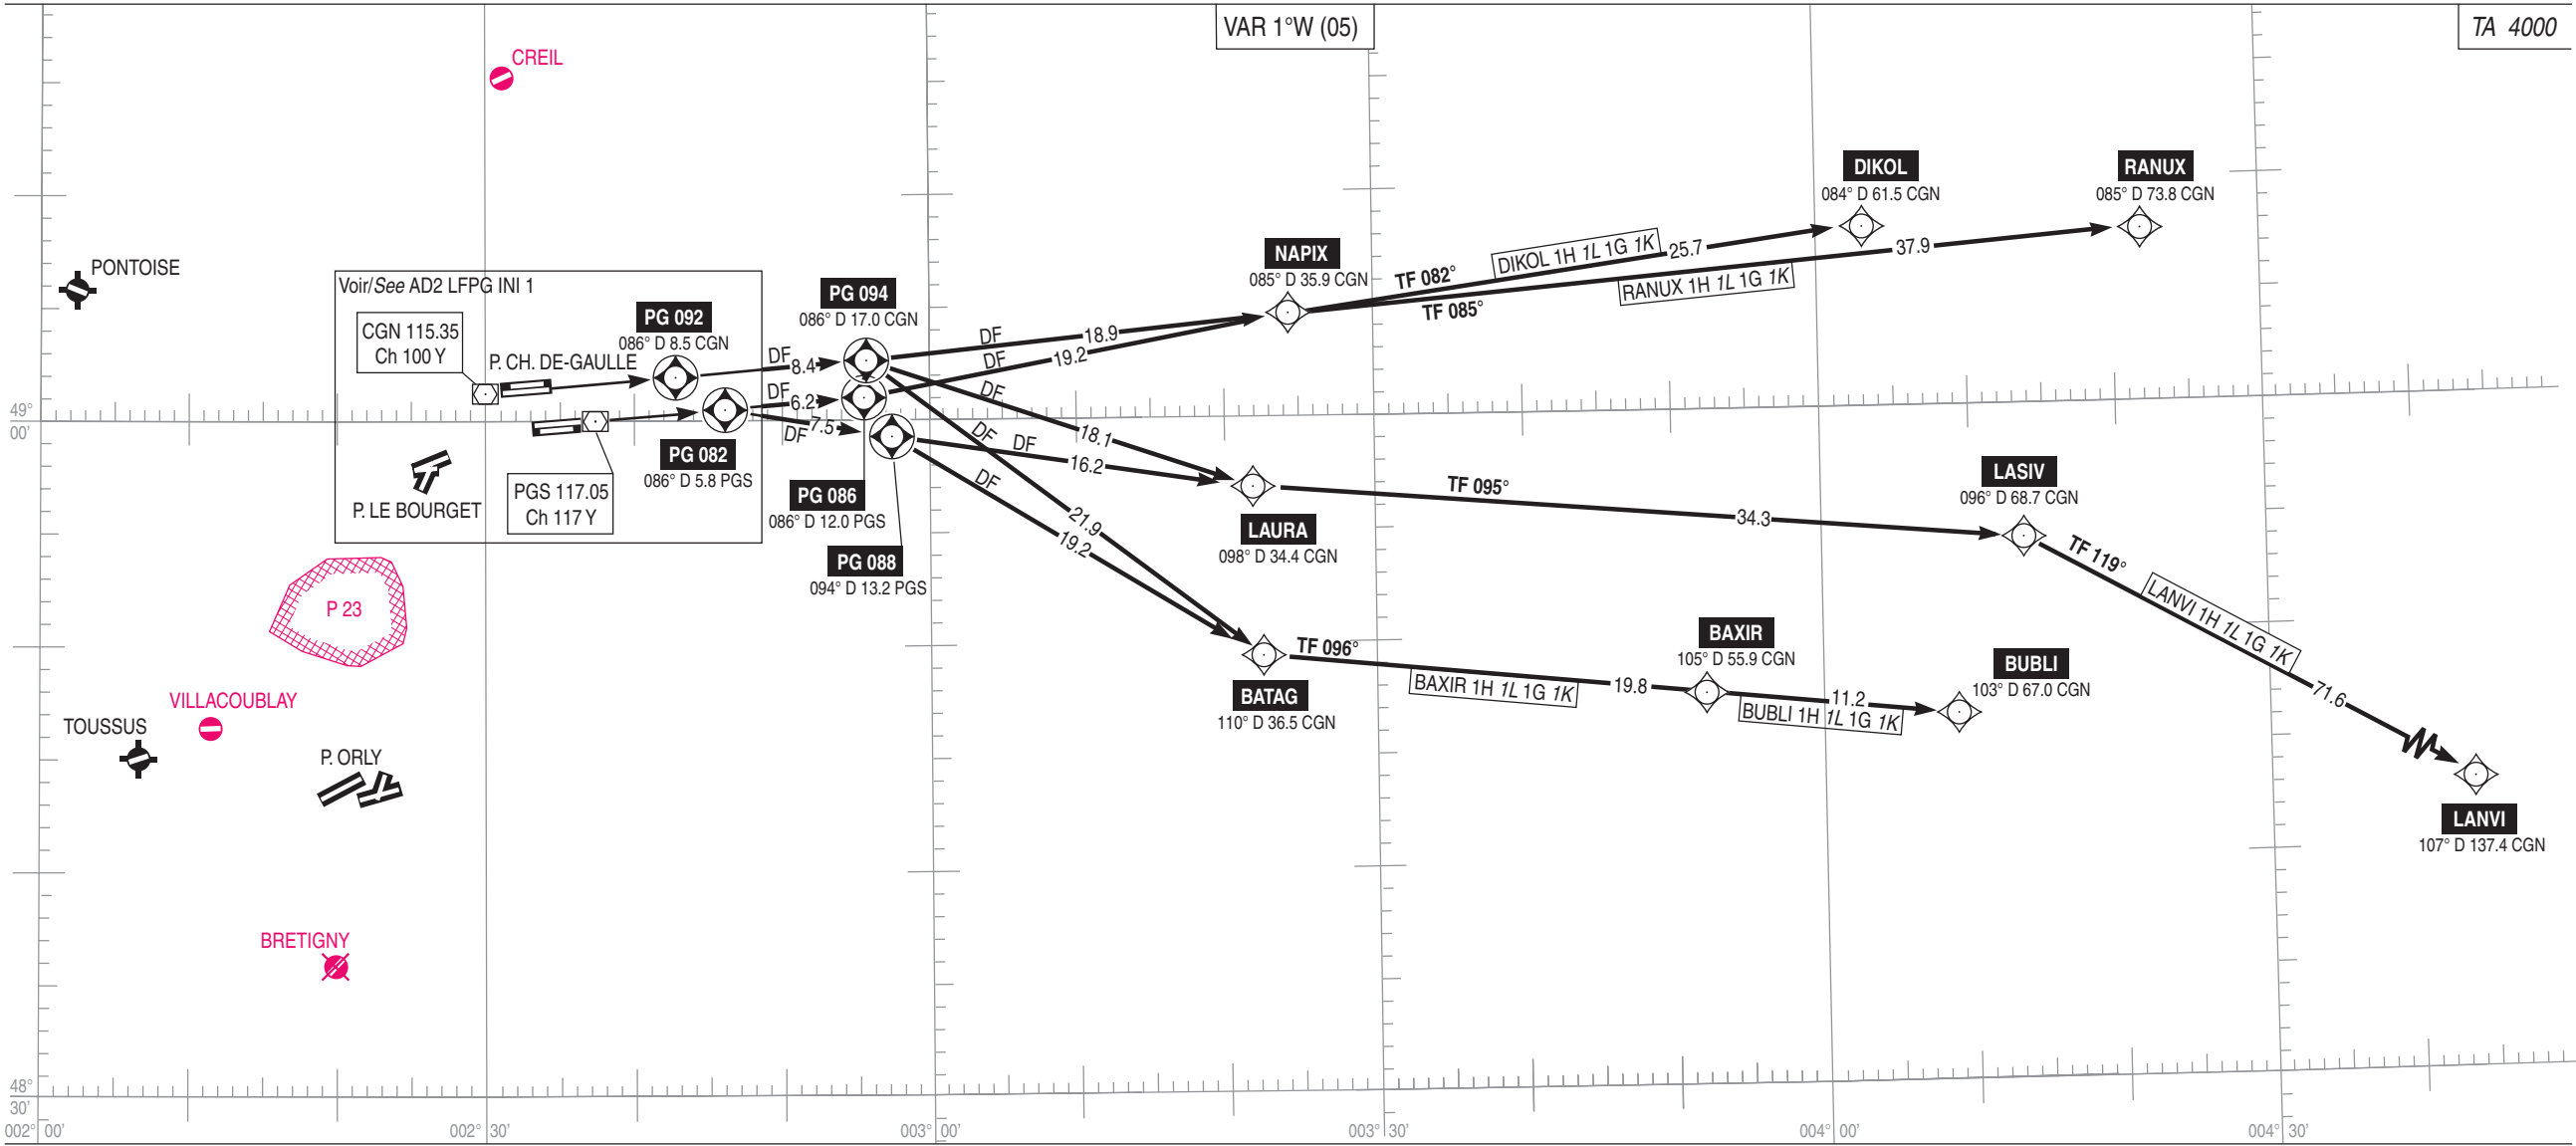 VAR 1°W (05)
TA 4000
CREIL
DIKOL
084° D 61.5 CGN
RANUX
085° D 73.8 CGN
PONTOISE
NAPIX
085° D 35.9 CGN
DIKOL 1H 1L 1G 1K
25.7
37.9
TF 082°
RANUX 1H 1L 1G 1K
TF 085°
Voir/See AD2 LFPG INI 1
PG 094
086° D 17.0 CGN
PG 092
086° D 8.5 CGN
CGN 115.35
Ch 100 Y
P. CH. DE-GAULLE
DF
8.4
DF
18.9
DF
19.2
DF
6.2
DF
7.5
DF
18.1
DF
DF
16.2
DF
21.9
19.2
49°
00'
P. LE BOURGET
PG 082
086° D 5.8 PGS
PGS 117.05
Ch 117 Y
PG 086
086° D 12.0 PGS
PG 088
094° D 13.2 PGS
LAURA
098° D 34.4 CGN
TF 095°
34.3
LASIV
096° D 68.7 CGN
TF 119°
LANVI 1H 1L 1G 1K
71.6
P 23
TF 096°
BATAG
110° D 36.5 CGN
BAXIR 1H 1L 1G 1K
19.8
BAXIR
105° D 55.9 CGN
11.2
BUBLI 1H 1L 1G 1K
BUBLI
103° D 67.0 CGN
VILLACOUBLAY
TOUSSUS
P. ORLY
LANVI
107° D 137.4 CGN
BRETIGNY
48°
30'
002° 00'
002° 30'
003° 00'
003° 30'
004° 00'
004° 30'